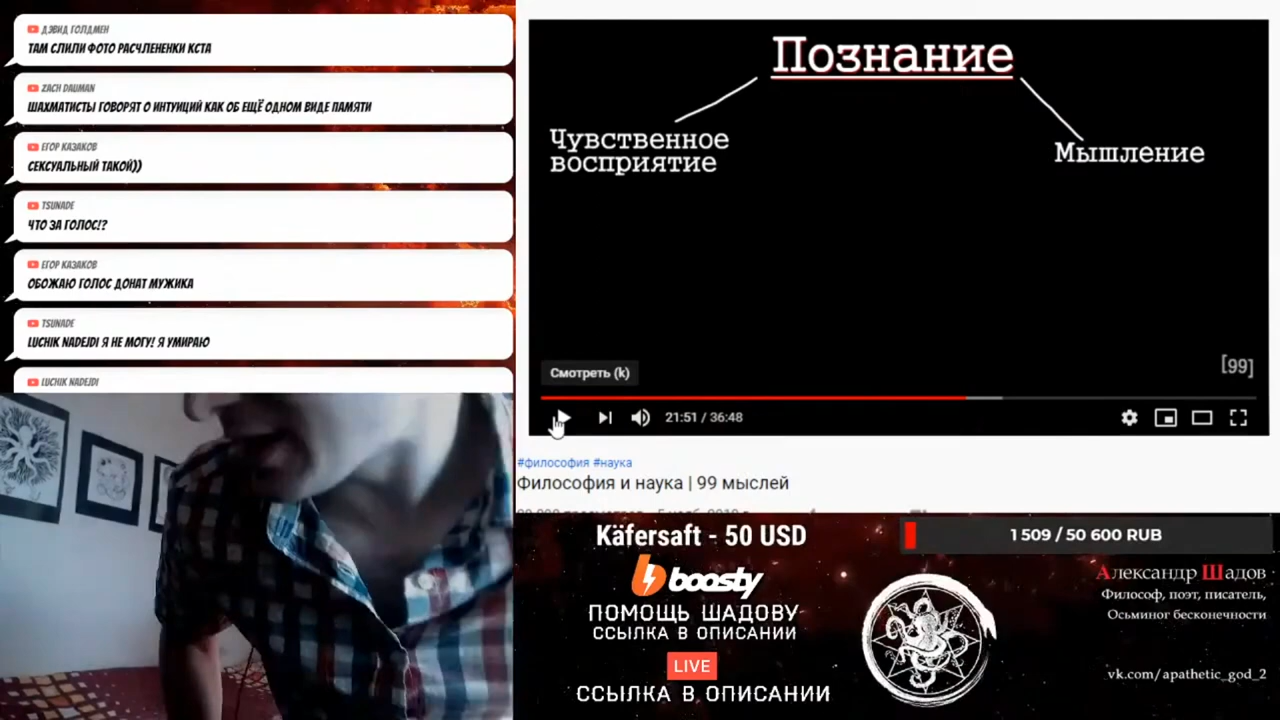 ДЭВИД ГОЛДМЕН
ТАМ СЛИЛИ ФОТО РАСЧЛЕНЕНКИ КСТА
ZACH DAUMAN
ШАХМАТИСТЫ ГОВОРЯТ О ИНТУИЦИЙ КАК ОБ ЕЩЁ ОДНОМ ВИДЕ ПАМЯТИ
ЕГОР КАЗАКОВ
СЕКСУАЛЬНЫЙ ТАКОЙ))
TSUNADE
ЧТО ЗА ГОЛОС!?
ЕГОР КАЗАКОВ
ОБОЖАЮ ГОЛОС ДОНАТ МУЖИКА
TSUNADE
LUCHIK NADEJDI Я НЕ МОГУ! Я УМИРАЮ
LUCHIK NADEJDI
Познание
Чувственное
восприятие
Мышление
Смотреть (k)
[99]
21:51 / 36:48
#философия #наука
Философия и наука | 99 мыслей
Käfersaft - 50 USD
boosty
ПОМОЩЬ ШАДОВУ
ССЫЛКА В ОПИСАНИИ
LIVE
ССЫЛКА В ОПИСАНИИ
1 509 / 50 600 RUB
Александр Шадов
Философ, поэт, писатель,
Осьминог бесконечности
vk.com/apathetic_god_2